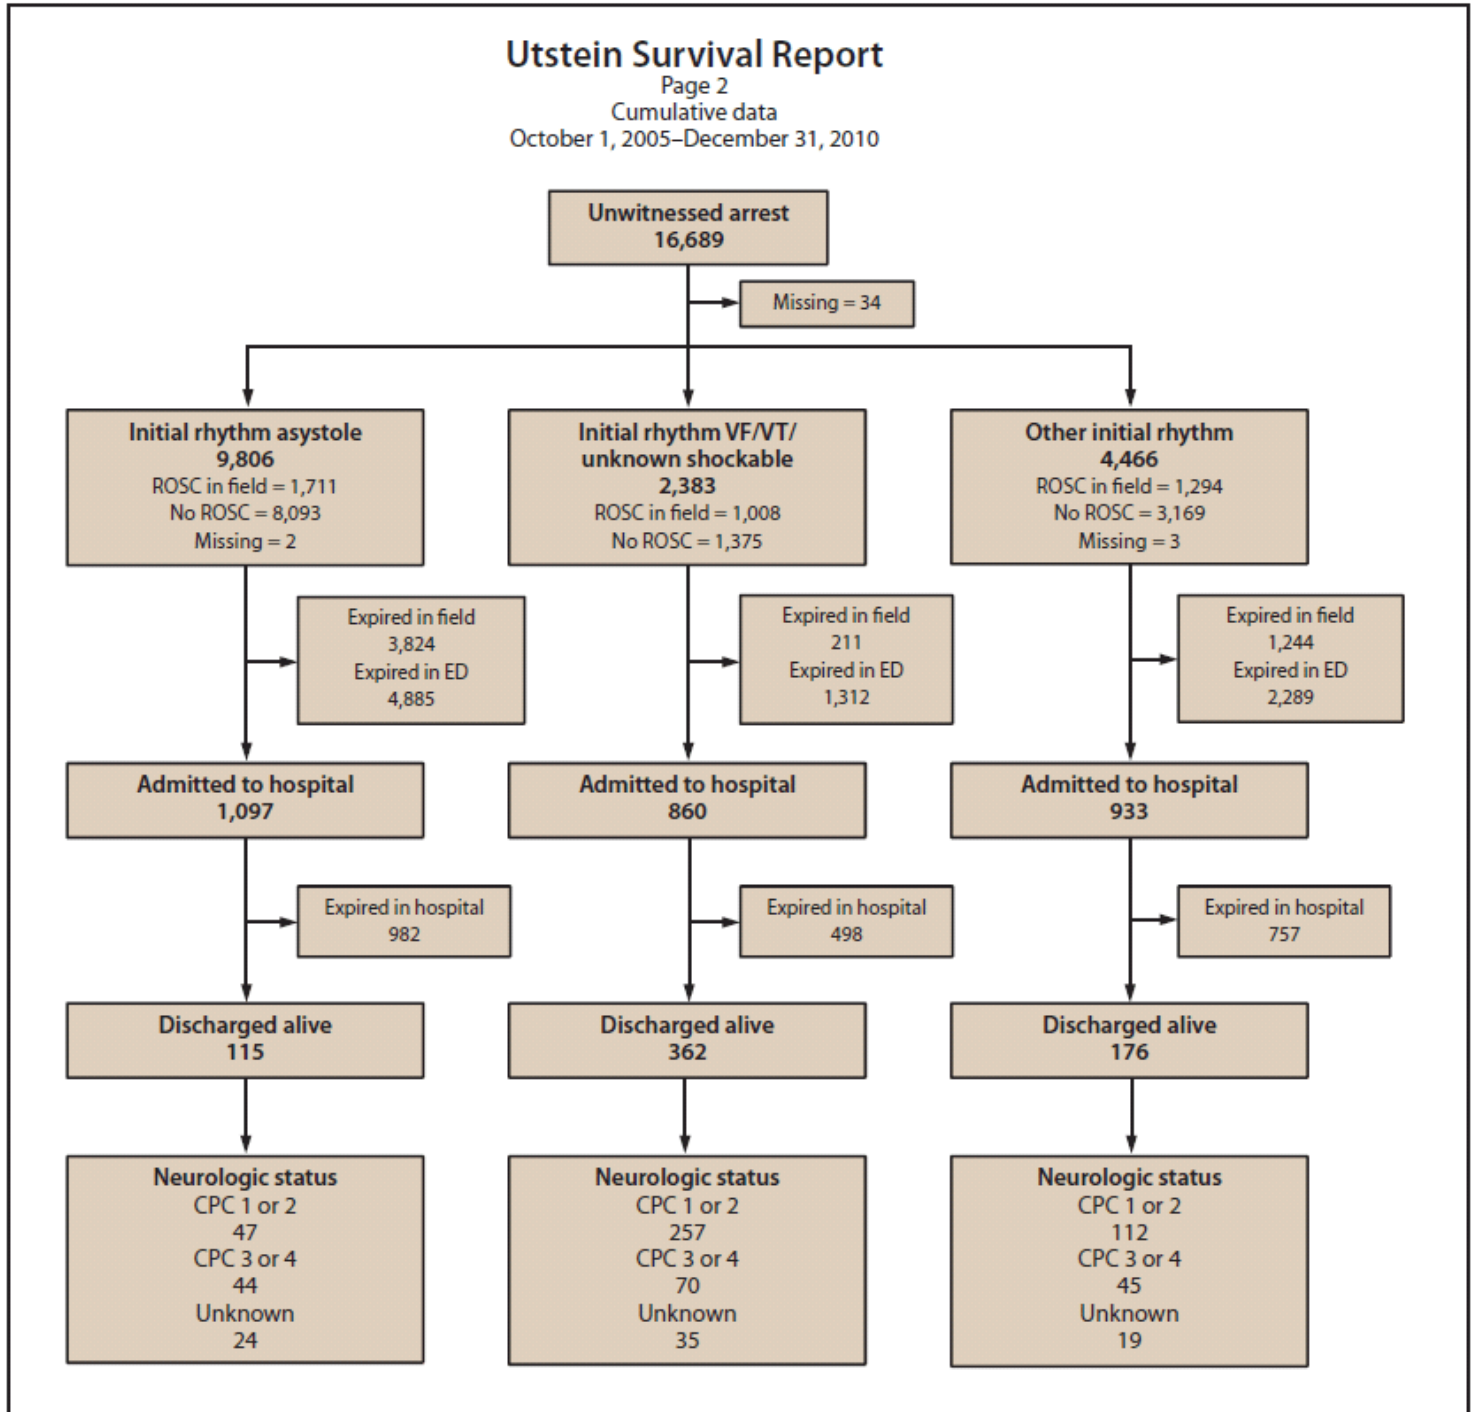 Utstein Survival Report
Page 2
Cumulative data
October 1, 2005–December 31, 2010
Unwitnessed arrest
16,689
Missing = 34
Initial rhythm asystole
9,806
ROSC in field = 1,711
No ROSC = 8,093
Missing = 2
Initial rhythm VF/VT/
unknown shockable
2,383
ROSC in field = 1,008
No ROSC = 1,375
Other initial rhythm
4,466
ROSC in field = 1,294
No ROSC = 3,169
Missing = 3
Expired in field
3,824
Expired in ED
4,885
Expired in field
211
Expired in ED
1,312
Expired in field
1,244
Expired in ED
2,289
Admitted to hospital
1,097
Admitted to hospital
860
Admitted to hospital
933
Expired in hospital
982
Expired in hospital
498
Expired in hospital
757
Discharged alive
115
Discharged alive
362
Discharged alive
176
Neurologic status
CPC 1 or 2
47
CPC 3 or 4
44
Unknown
24
Neurologic status
CPC 1 or 2
257
CPC 3 or 4
70
Unknown
35
Neurologic status
CPC 1 or 2
112
CPC 3 or 4
45
Unknown
19